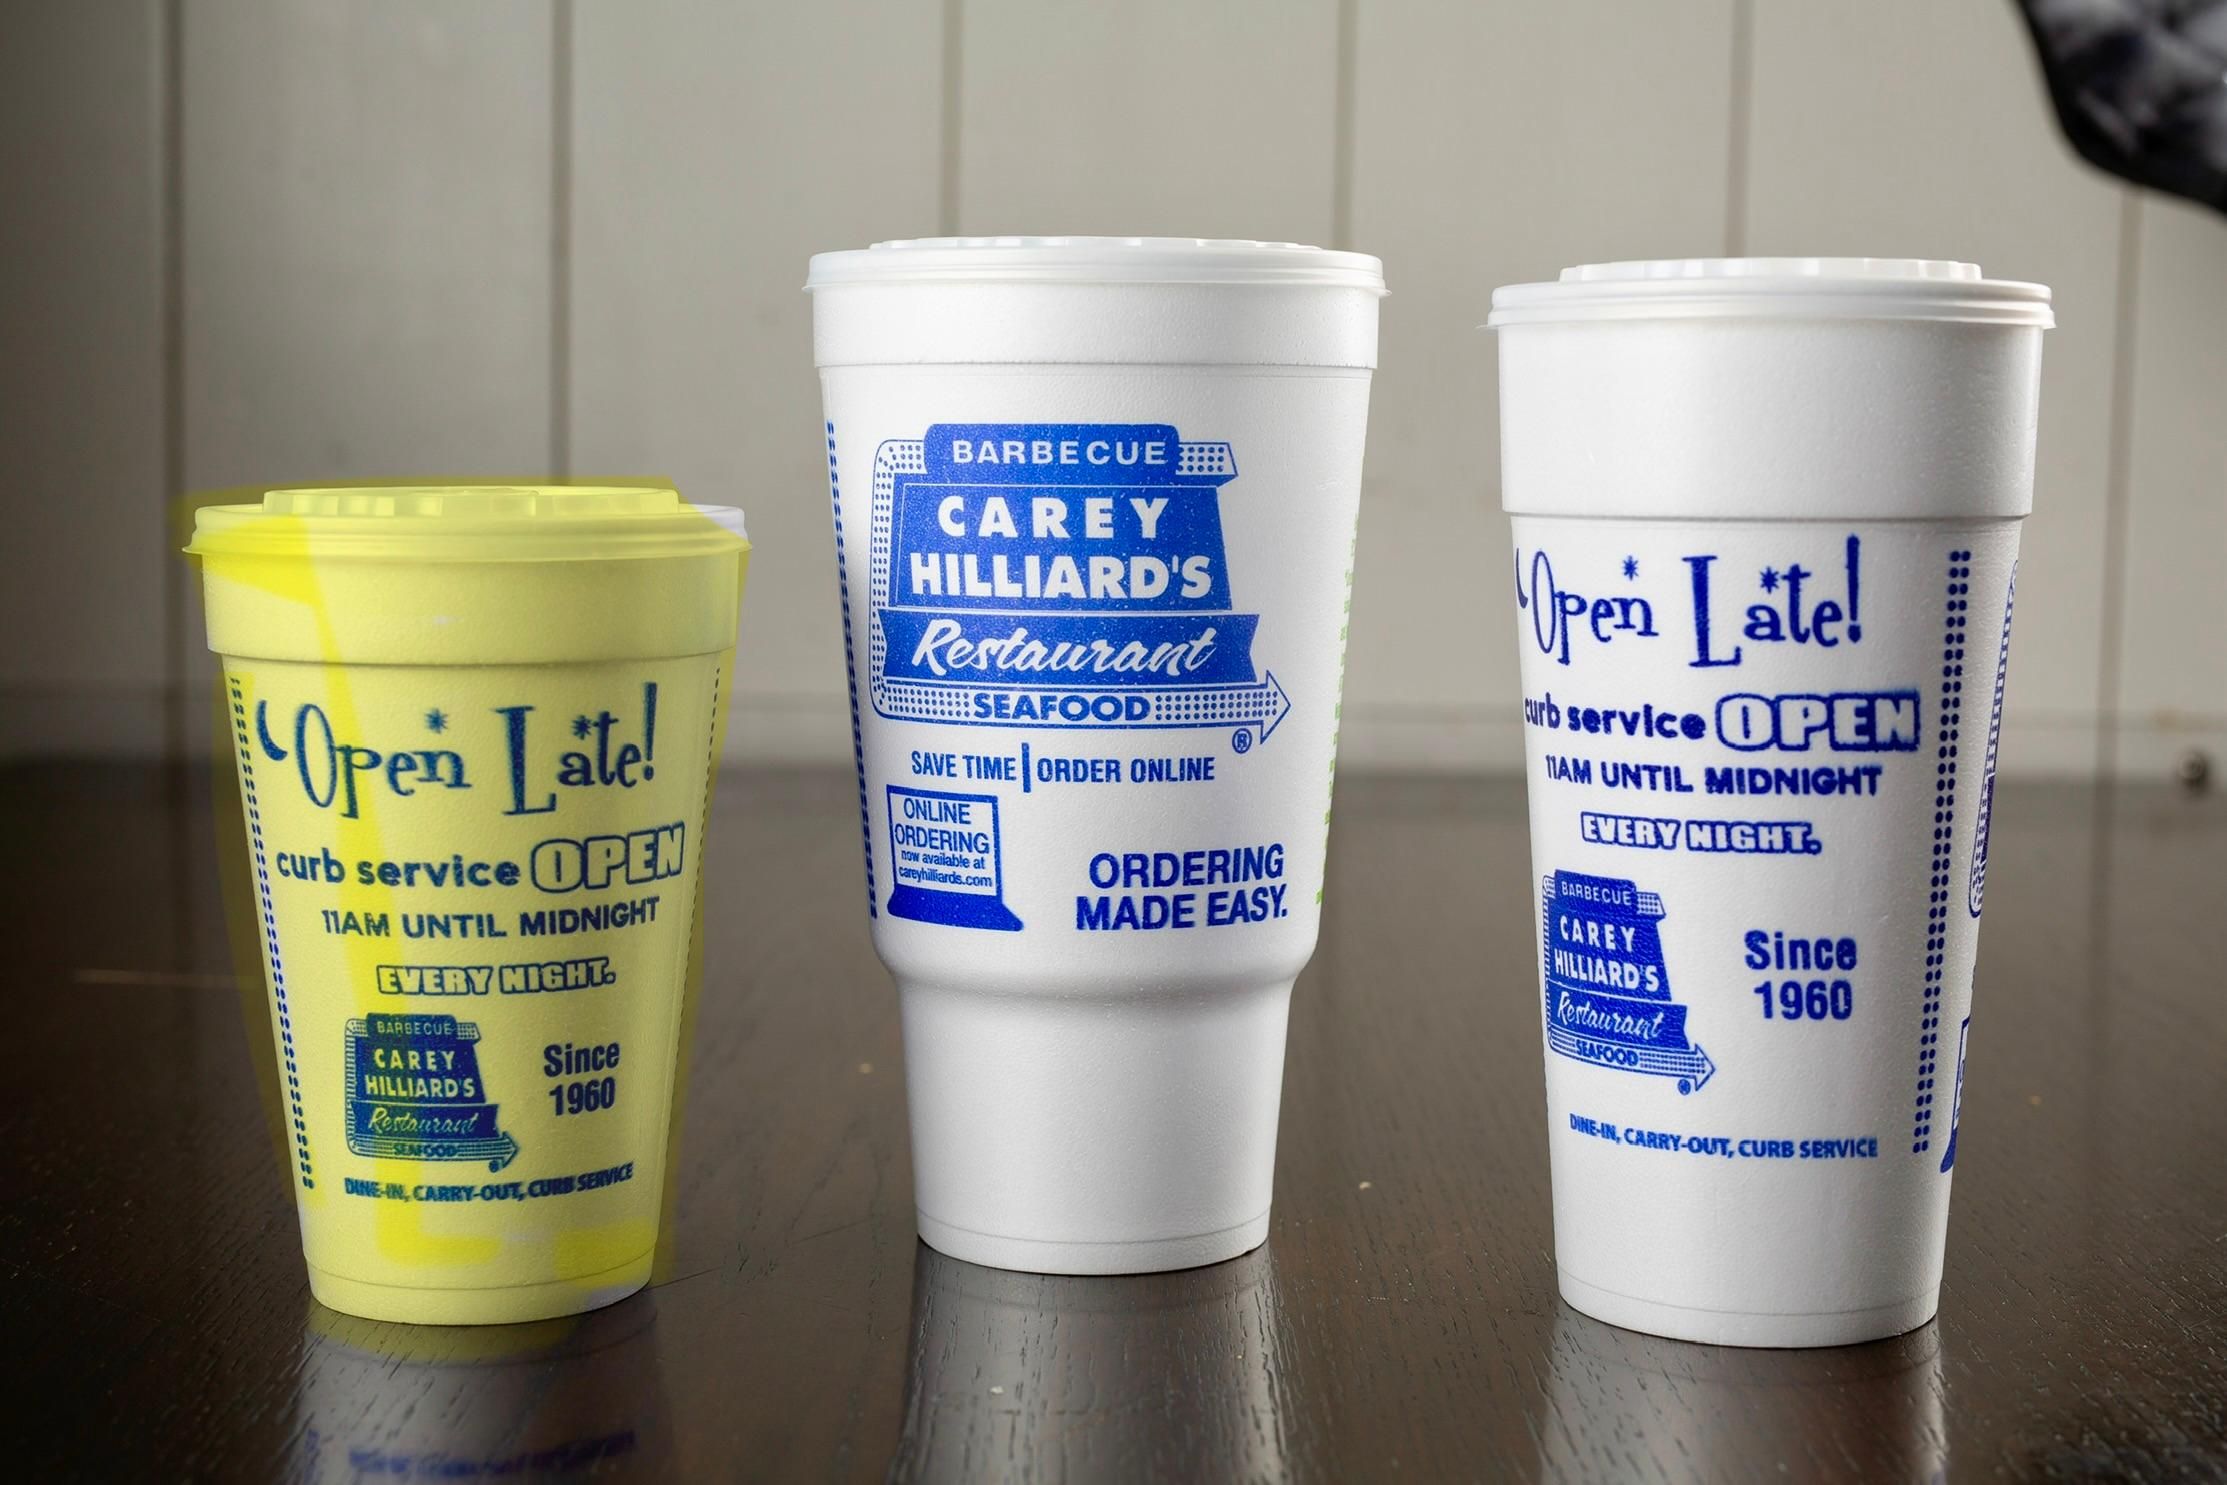 Open Late!
curb service OPEN
11AM UNTIL MIDNIGHT
EVERY NIGHT.
BARBECUE
CAREY
HILLIARD'S
Restaurant
SEAFOOD
®
Since
1960
DINE-IN, CARRY-OUT, CURB SERVICE
BARBECUE
CAREY
HILLIARD'S
Restaurant
SEAFOOD
®
SAVE TIME | ORDER ONLINE
ONLINE
ORDERING
now available at
careyhilliards.com
ORDERING
MADE EASY.
Open Late!
curb service OPEN
11AM UNTIL MIDNIGHT
EVERY NIGHT.
BARBECUE
CAREY
HILLIARD'S
Restaurant
SEAFOOD
®
Since
1960
DINE-IN, CARRY-OUT, CURB SERVICE